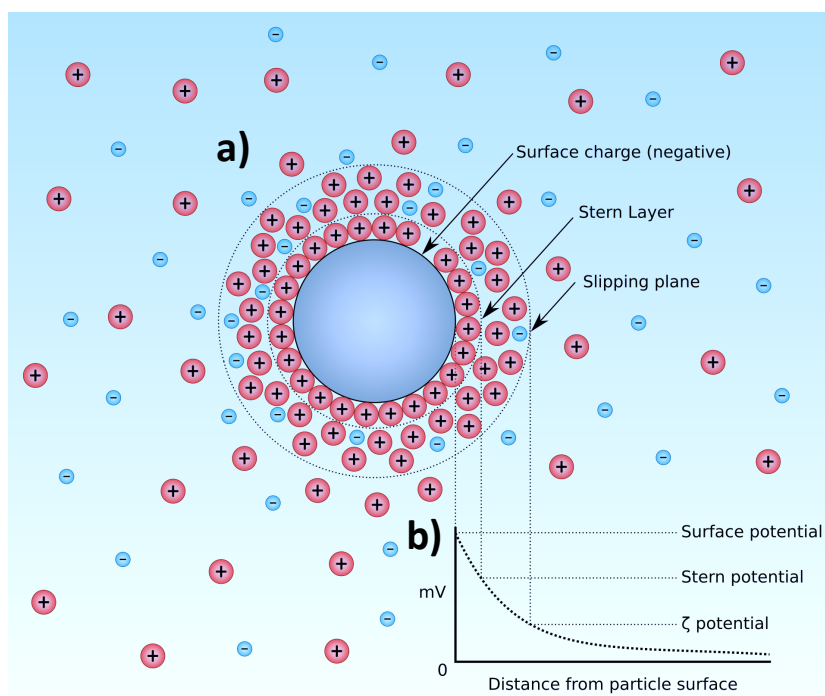 a)
Surface charge (negative)
Stern Layer
Slipping plane
b)
Surface potential
Stern potential
mV
ζ potential
0
Distance from particle surface